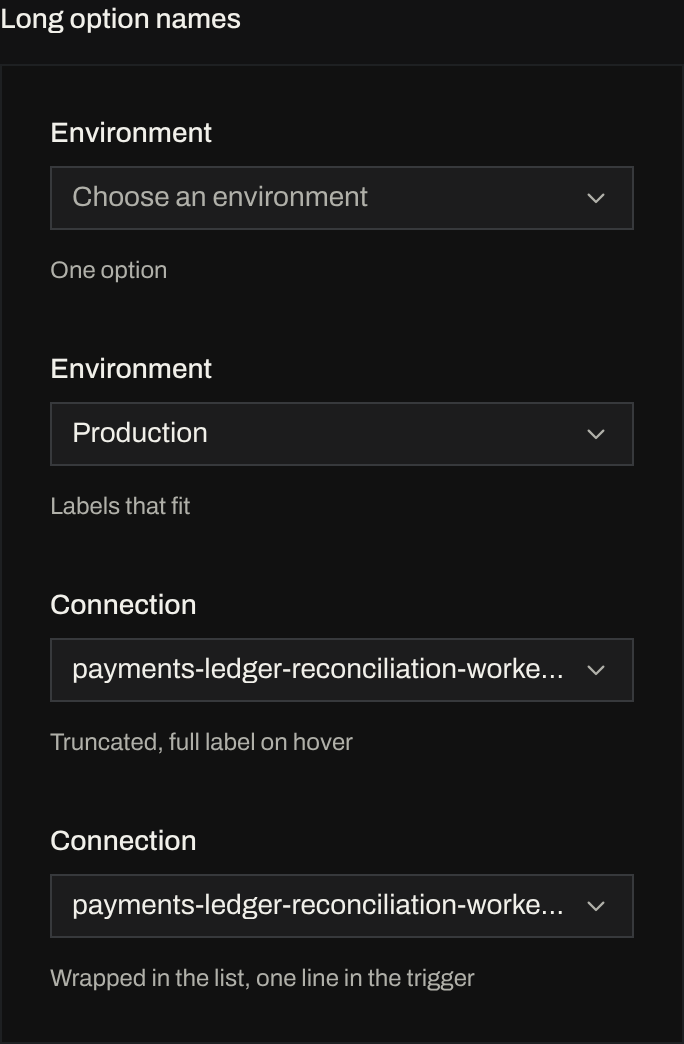 Long option names
Environment
Choose an environment
One option
Environment
Production
Labels that fit
Connection
payments-ledger-reconciliation-worke...
Truncated, full label on hover
Connection
payments-ledger-reconciliation-worke...
Wrapped in the list, one line in the trigger